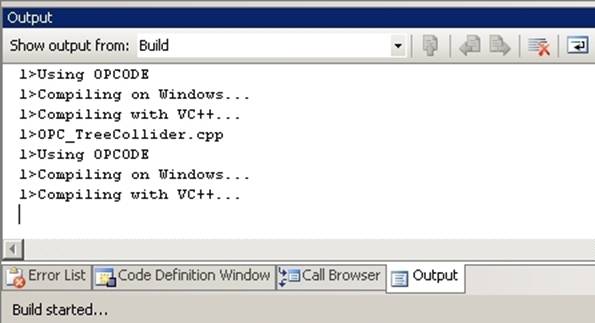 Output
Show output from: Build
1>Using OPCODE
1>Compiling on Windows...
1>Compiling with VC++...
1>OPC_TreeCollider.cpp
1>Using OPCODE
1>Compiling on Windows...
1>Compiling with VC++...
Error List Code Definition Window Call Browser Output
Build started...